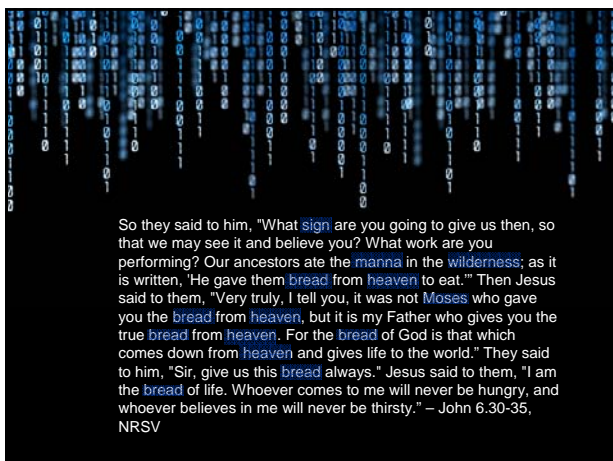 So they said to him, "What sign are you going to give us then, so
that we may see it and believe you? What work are you
performing? Our ancestors ate the manna in the wilderness; as it
is written, 'He gave them bread from heaven to eat.'” Then Jesus
said to them, "Very truly, I tell you, it was not Moses who gave
you the bread from heaven, but it is my Father who gives you the
true bread from heaven. For the bread of God is that which
comes down from heaven and gives life to the world.” They said
to him, "Sir, give us this bread always." Jesus said to them, "I am
the bread of life. Whoever comes to me will never be hungry, and
whoever believes in me will never be thirsty.” – John 6.30-35,
NRSV